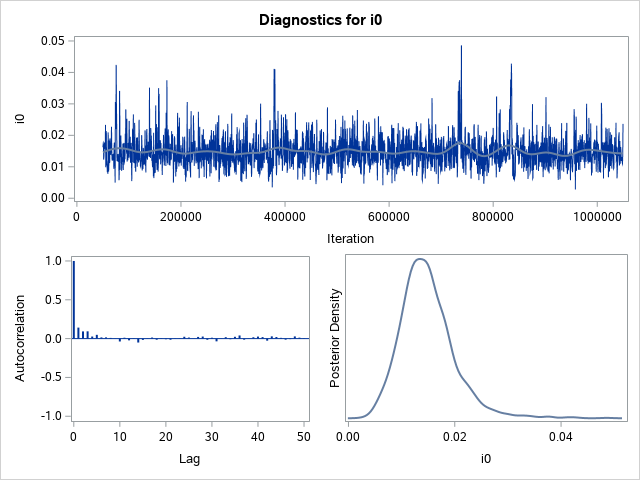 Diagnostics for i0
0.05
0.04
0.03
0.02
0.01
0.00
i0
0 200000 400000 600000 800000 1000000
Iteration
1.0
0.5
0.0
-0.5
-1.0
Autocorrelation
0 10 20 30 40 50
Lag
Posterior Density
0.00 0.02 0.04
i0